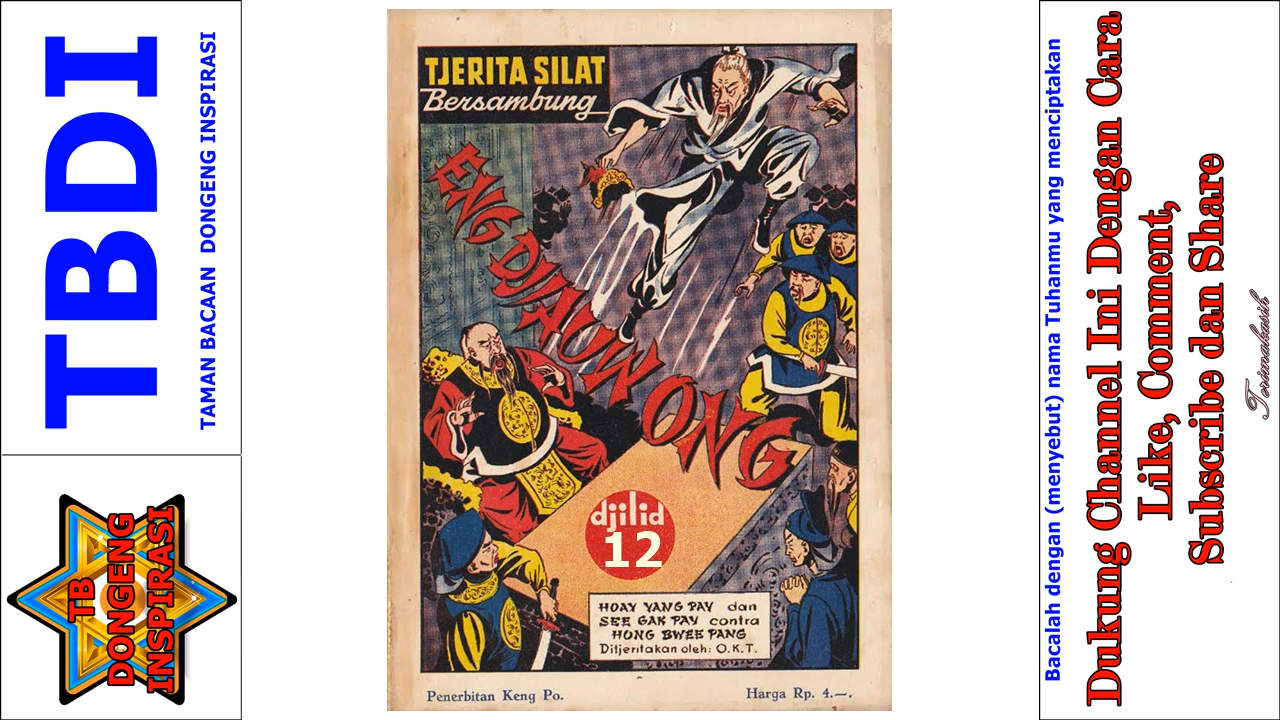 TBDI
TAMAN BACAAN DONGENG INSPIRASI
TB
DONGENG
INSPIRASI
TJERITA SILAT
Bersambung
ENG DJIAUW ONG
djilid
12
HOAY YANG PAY dan
SEE GAK PAY contra
HONG BWEE PANG
Ditjeritakan oleh: O.K.T.
Penerbitan Keng Po.
Harga Rp. 4.—.
Bacalah dengan (menyebut) nama Tuhanmu yang menciptakan
Dukung Channel Ini Dengan Cara
Like, Comment,
Subscribe dan Share
Terimakasih